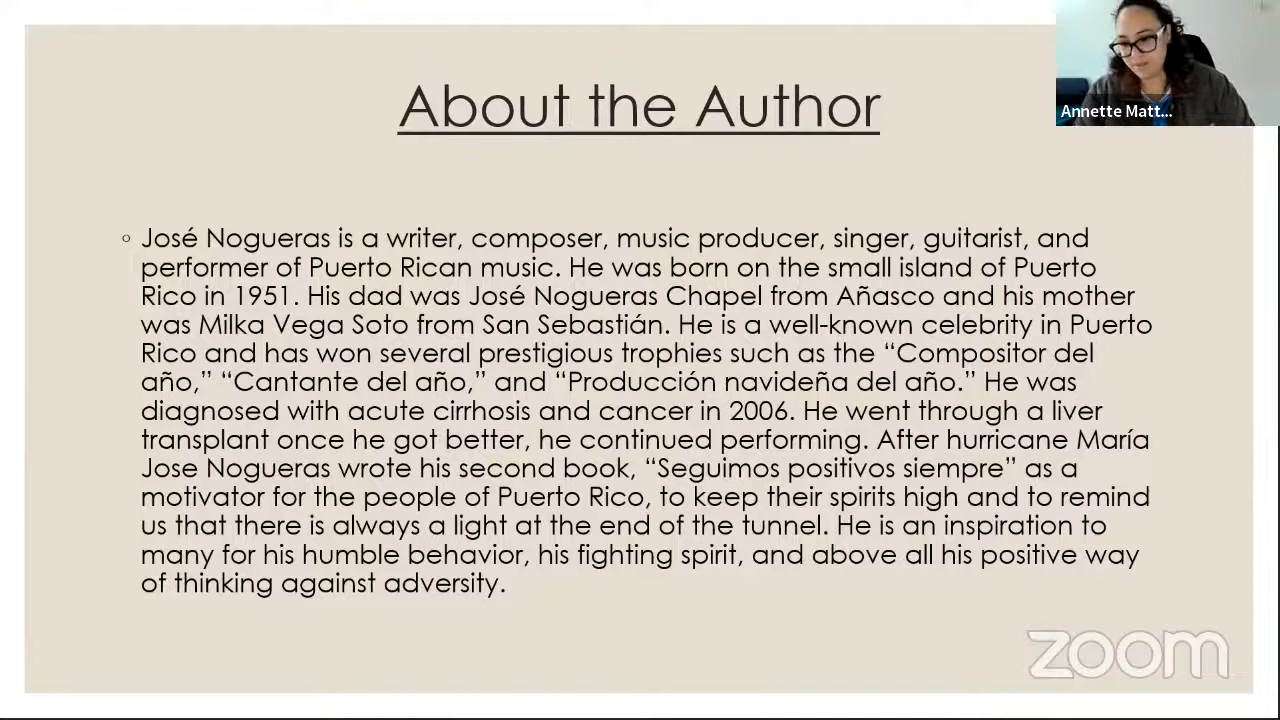 About the Author
Annette Matt...
José Nogueras is a writer, composer, music producer, singer, guitarist, and
performer of Puerto Rican music. He was born on the small island of Puerto
Rico in 1951. His dad was José Nogueras Chapel from Añasco and his mother
was Milka Vega Soto from San Sebastián. He is a well-known celebrity in Puerto
Rico and has won several prestigious trophies such as the “Compositor del
año,” “Cantante del año,” and “Producción navideña del año.” He was
diagnosed with acute cirrhosis and cancer in 2006. He went through a liver
transplant once he got better, he continued performing. After hurricane María
Jose Nogueras wrote his second book, “Seguimos positivos siempre” as a
motivator for the people of Puerto Rico, to keep their spirits high and to remind
us that there is always a light at the end of the tunnel. He is an inspiration to
many for his humble behavior, his fighting spirit, and above all his positive way
of thinking against adversity.
zoom